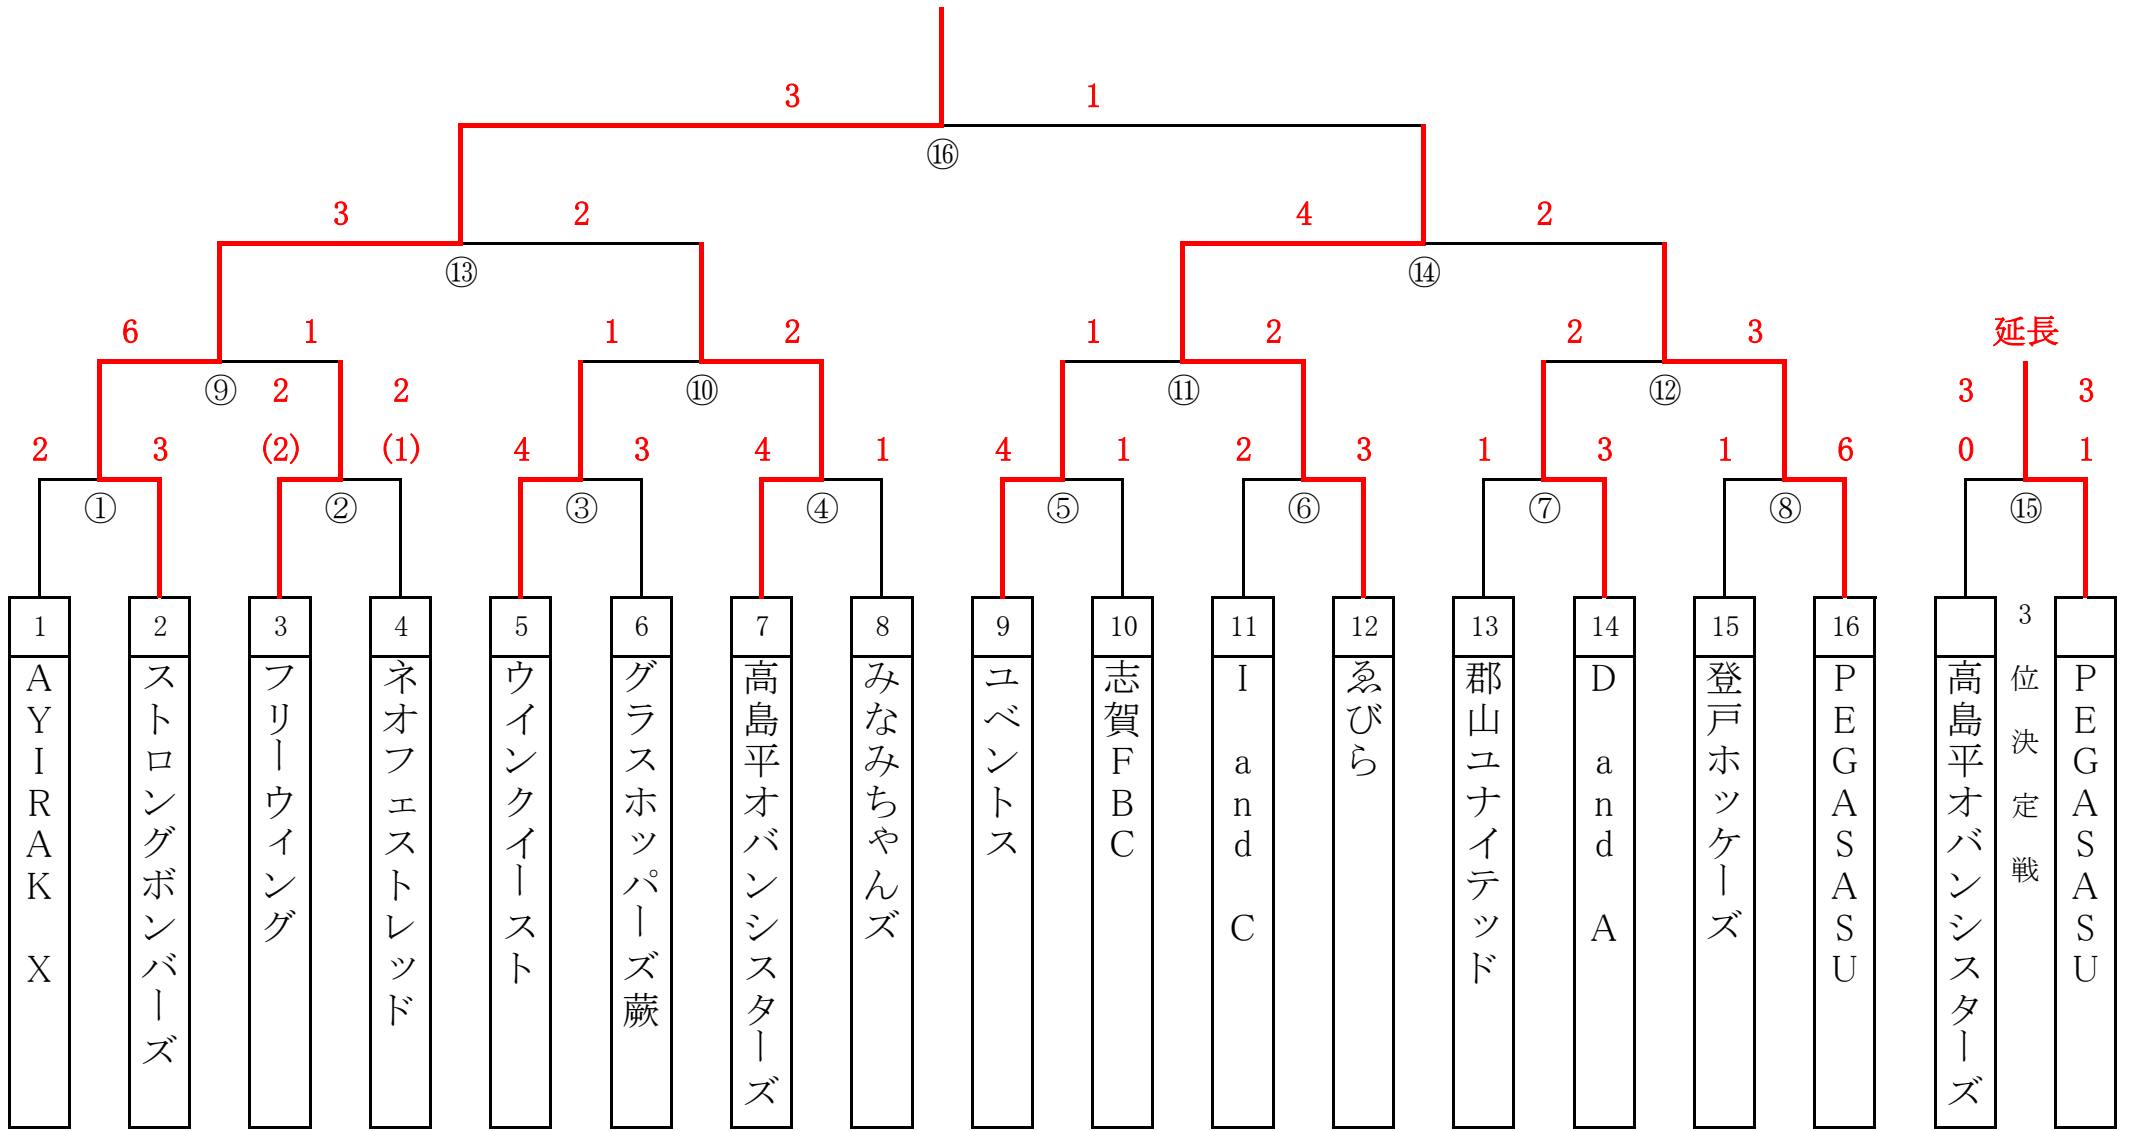 3 1
⑯
3 2 4 2
⑬ ⑭
6 1 1 2 1 2 2 3 延長
⑨ 2 2 ⑩ ⑪ ⑫ 3 3
2 3 (2) (1) 4 3 4 1 4 1 2 3 1 3 1 6 0 1
① ② ③ ④ ⑤ ⑥ ⑦ ⑧ ⑮
1 2 3 4 5 6 7 8 9 10 11 12 13 14 15 16
AYIRAK X
ストロングボンバーズ
フリーウィング
ネオフェストレッド
ウインクイースト
グラスホッパーズ蕨
高島平オバンシスターズ
みなみちゃんズ
ユベントス
志賀FBC
I and C
ゑびら
郡山ユナイテッド
D and A
登戸ホッケーズ
PEGASASU
高島平オバンシスターズ
3位決定戦
PEGASASU